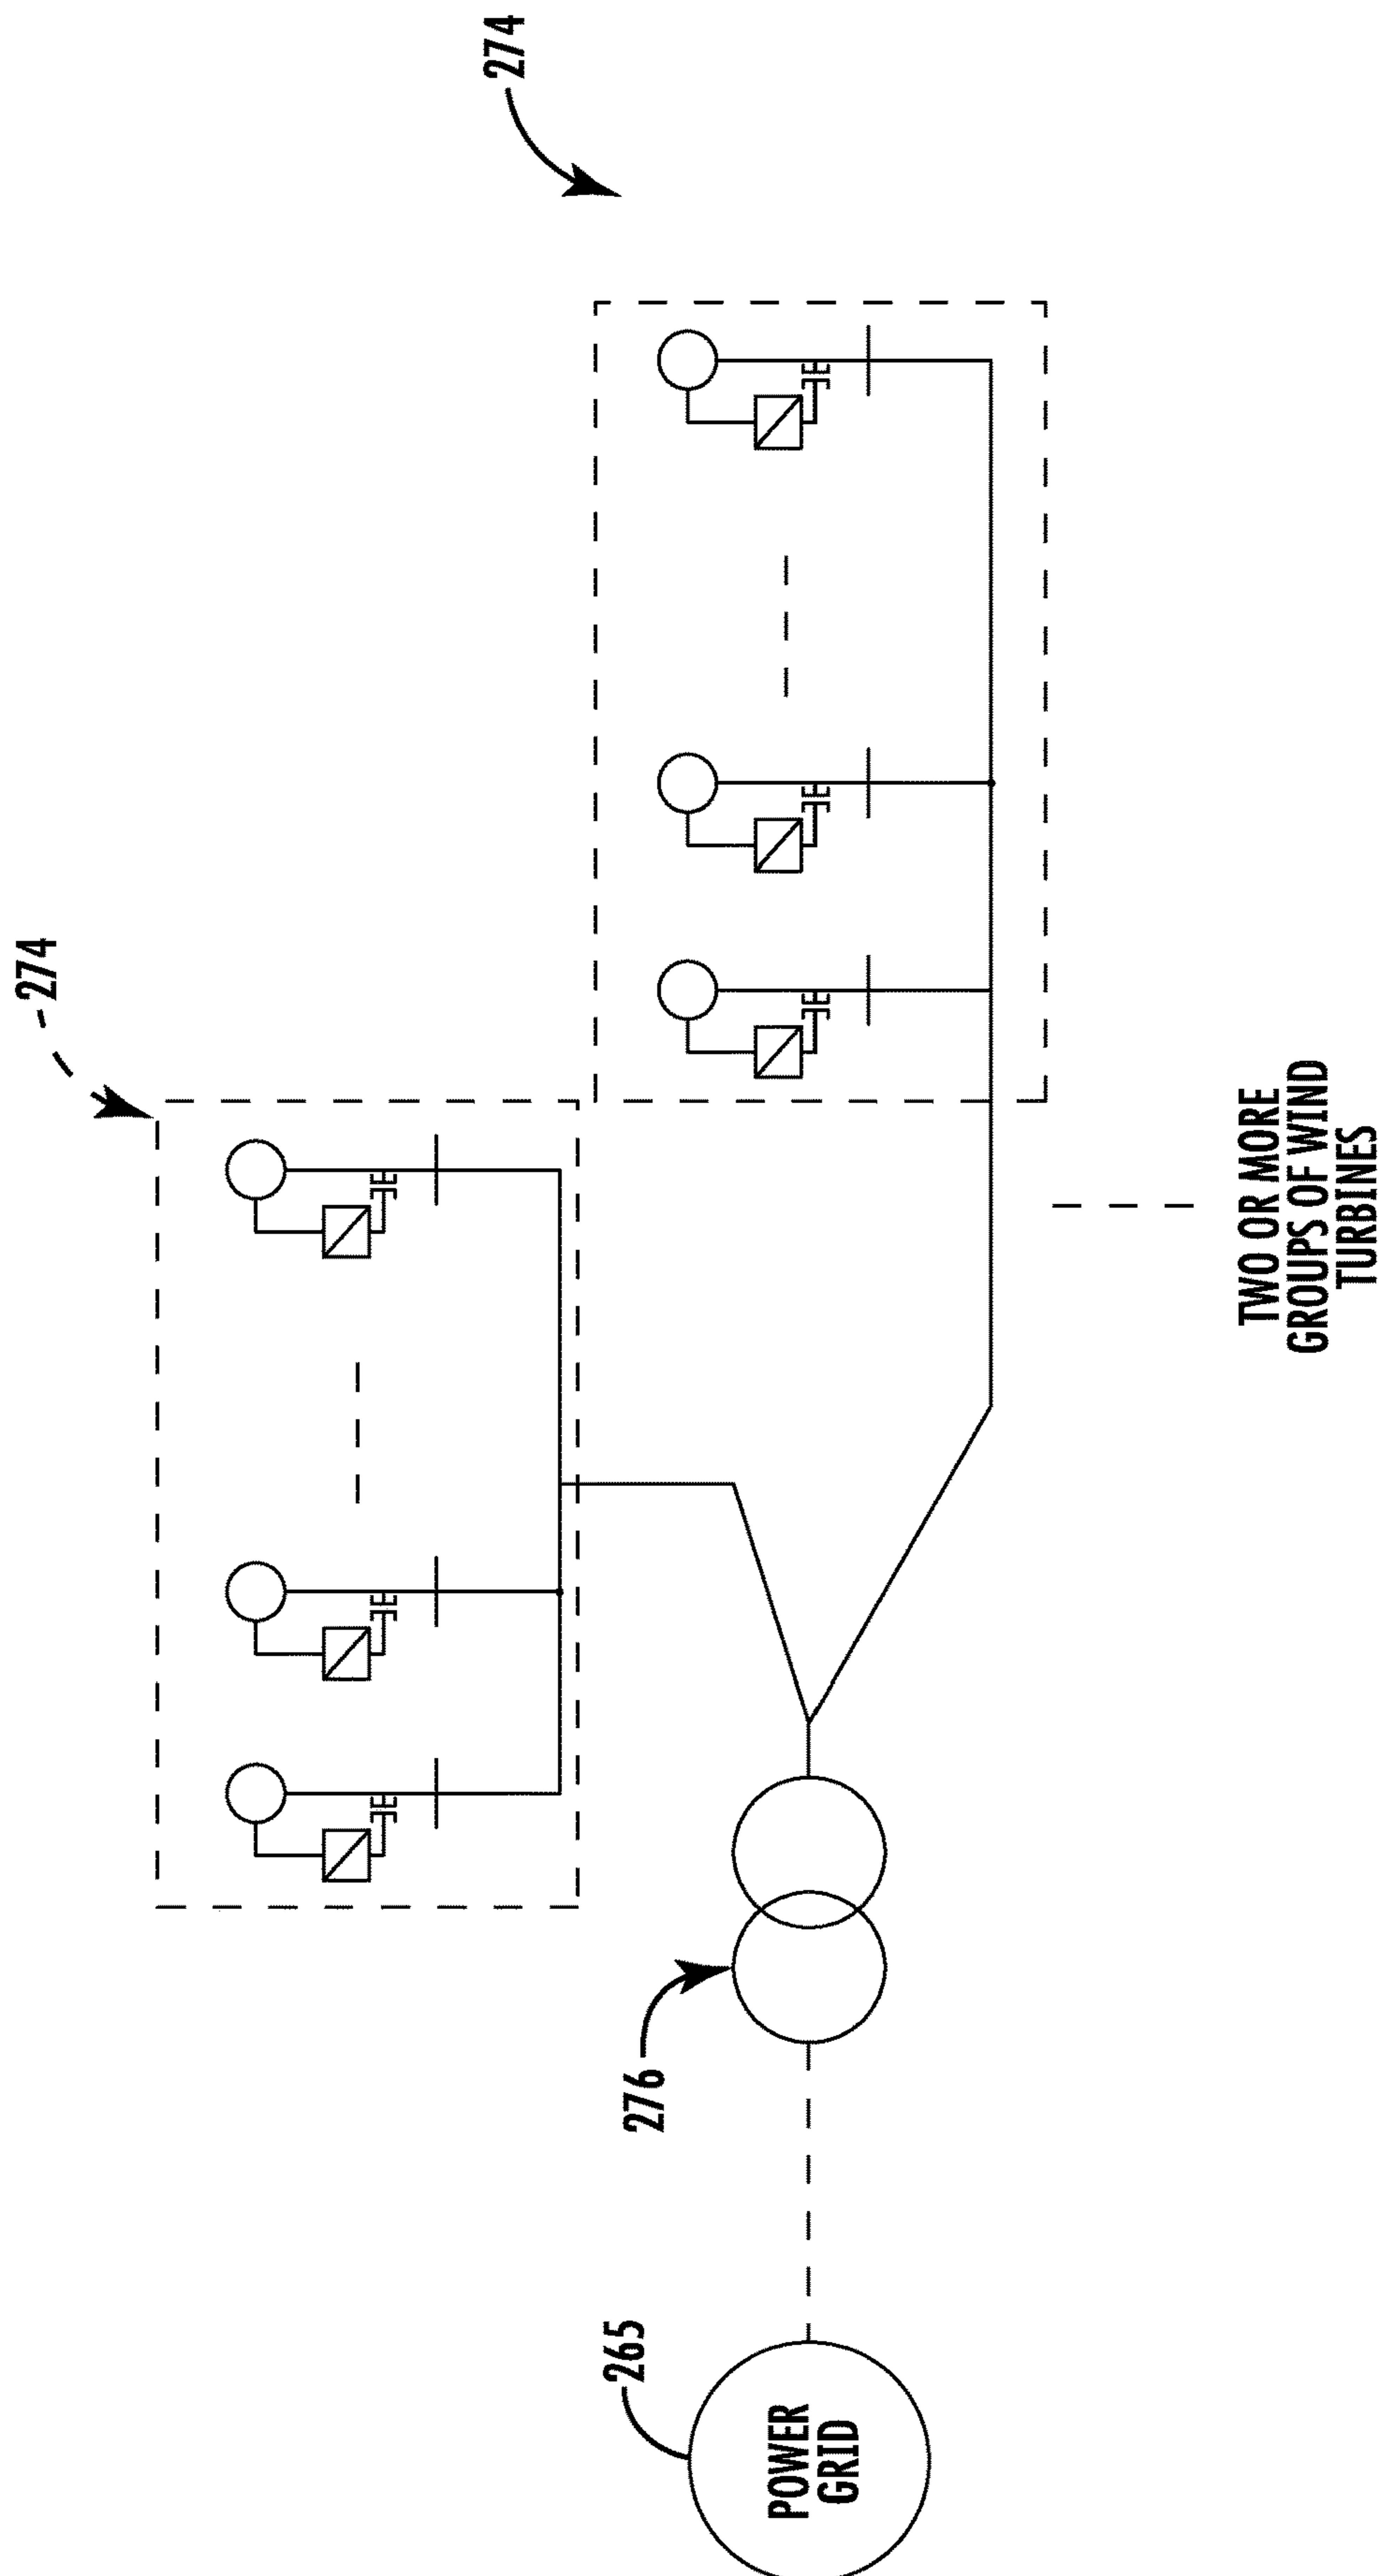 274
274
276
265
POWER
GRID
TWO OR MORE
GROUPS OF WIND
TURBINES